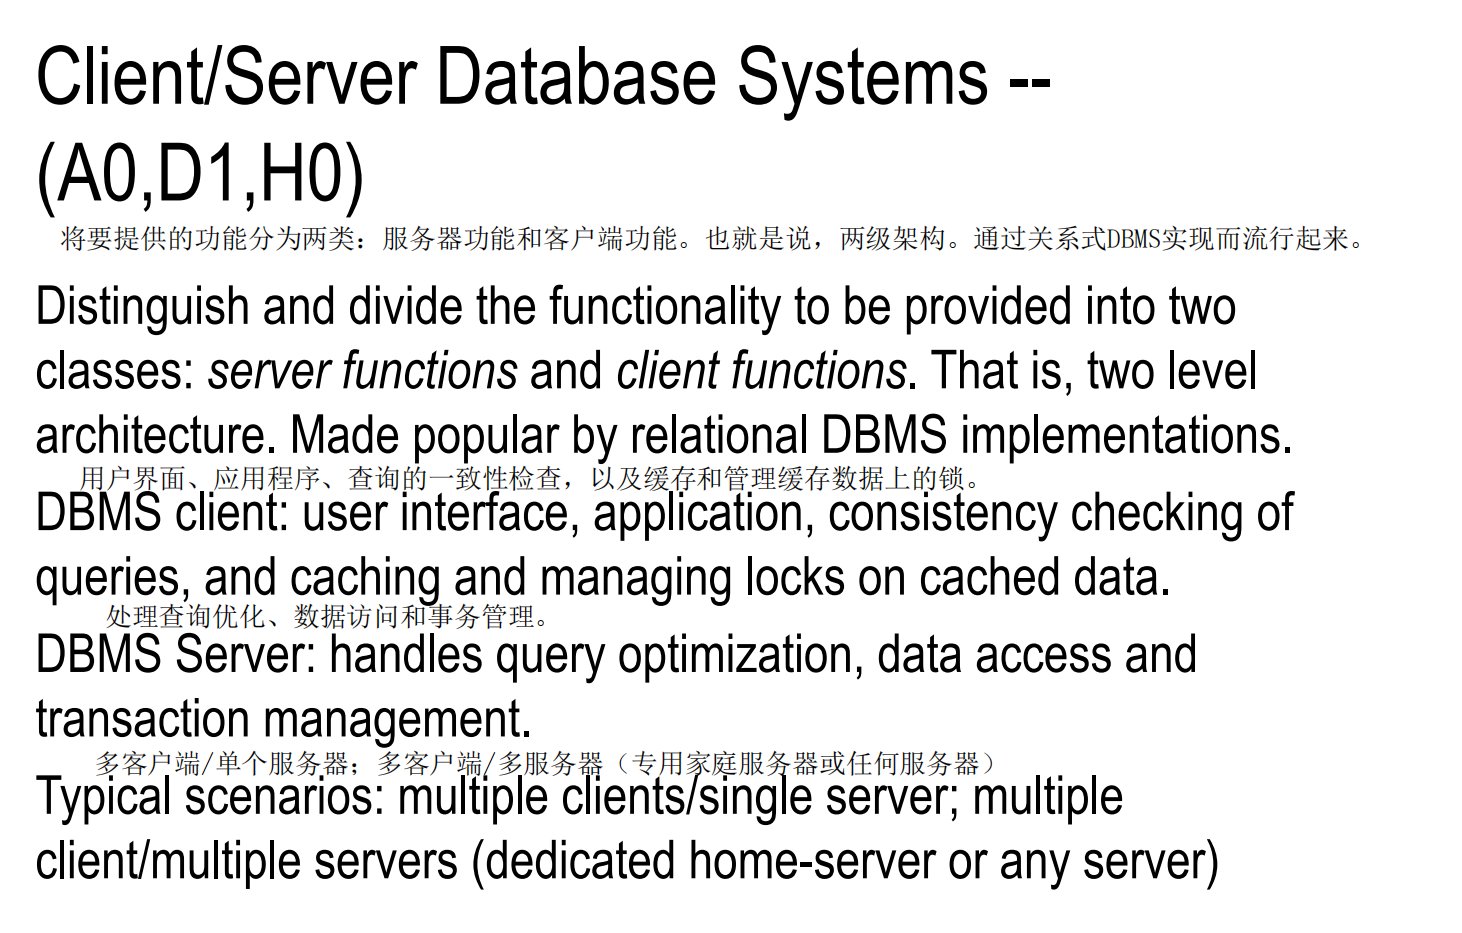 Client/Server Database Systems --
(A0,D1,H0)
将要提供的功能分为两类：服务器功能和客户端功能。也就是说，两级架构。通过关系式DBMS实现而流行起来。
Distinguish and divide the functionality to be provided into two
classes: server functions and client functions. That is, two level
architecture. Made popular by relational DBMS implementations.
用户界面、应用程序、查询的一致性检查，以及缓存和管理缓存数据上的锁。
DBMS client: user interface, application, consistency checking of
queries, and caching and managing locks on cached data.
处理查询优化、数据访问和事务管理。
DBMS Server: handles query optimization, data access and
transaction management.
多客户端/单个服务器；多客户端/多服务器（专用家庭服务器或任何服务器）
Typical scenarios: multiple clients/single server; multiple
client/multiple servers (dedicated home-server or any server)